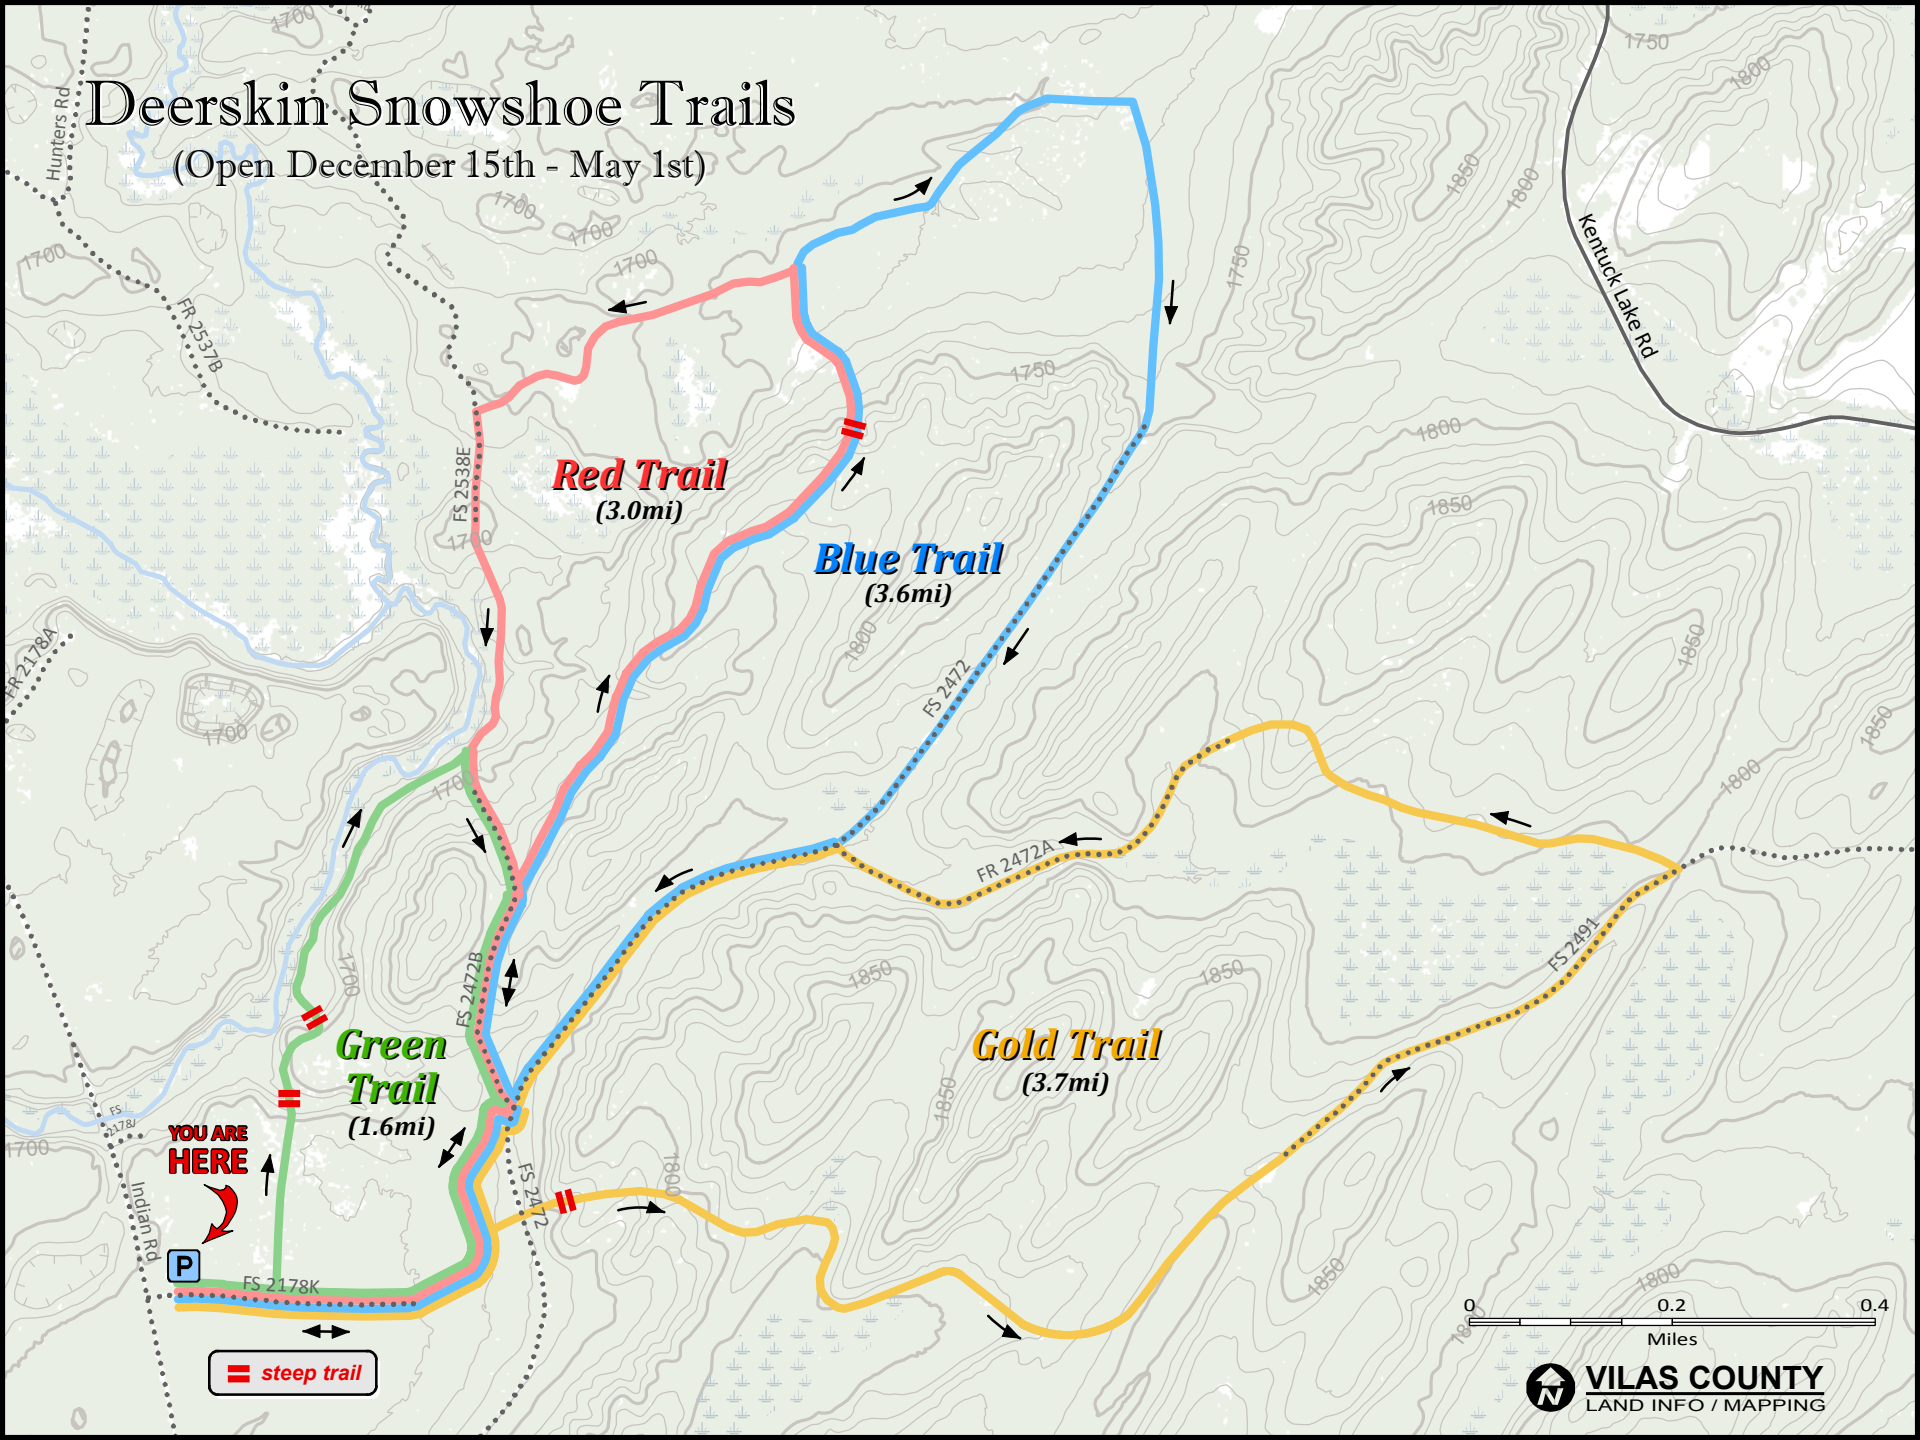 1700
1750
1800
Hunters Rd
Deerskin Snowshoe Trails
(Open December 15th - May 1st)
1850
1800
1700
1700
1700
1700
1750
Kentuck Lake Rd
FR 2537B
1750
1800
FS 2538E
Red Trail
(3.0mi)
1850
1700
Blue Trail
(3.6mi)
1800
1850
FR 2178A
FS 2472
1700
1850
1700
1800
FR 2472A
FS 2491
1700
FS 2472B
1850
1850
Green
Trail
(1.6mi)
Gold Trail
(3.7mi)
1850
FS
2178J
1700
YOU ARE
HERE
1800
FS 2472
Indian Rd
P
FS 2178K
1850
1800
1800
0 0.2 0.4
Miles
steep trail
N
VILAS COUNTY
LAND INFO / MAPPING